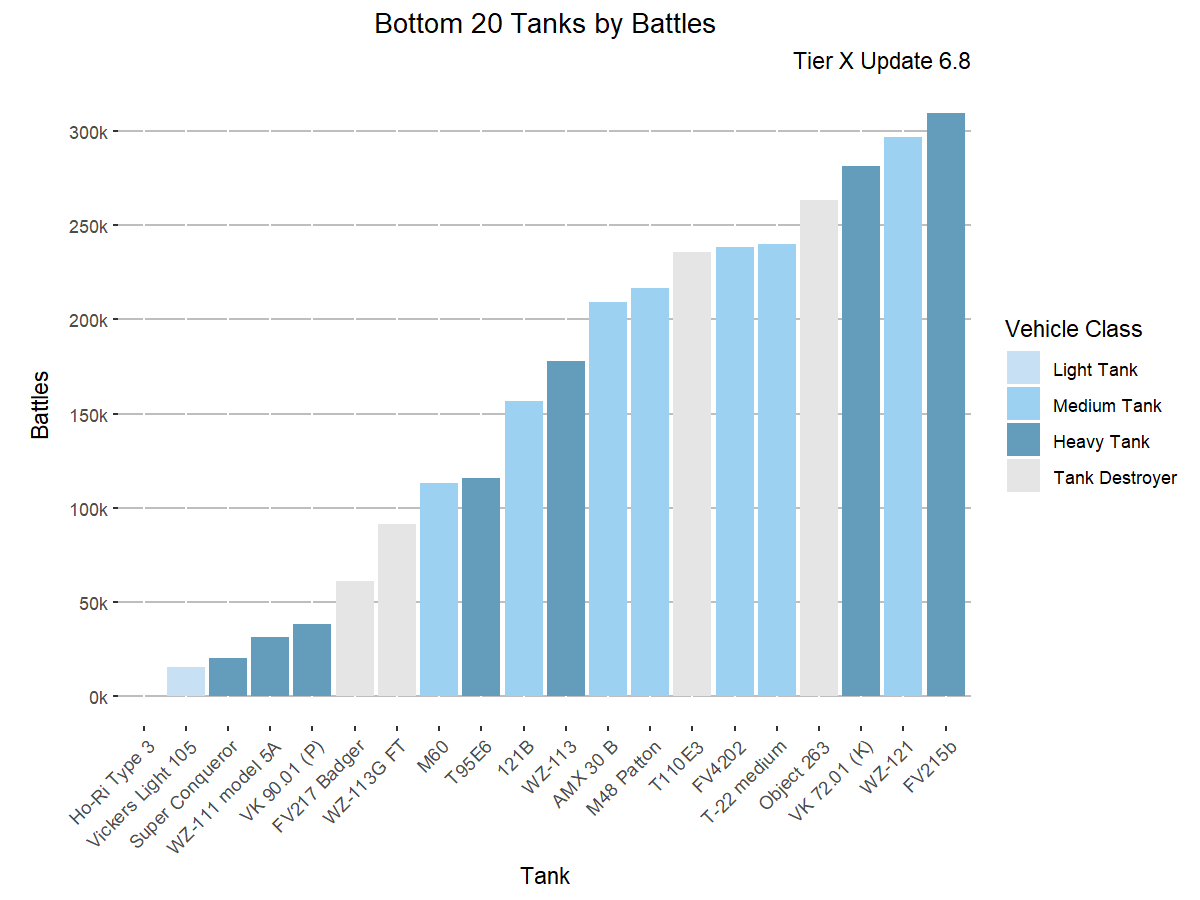 Bottom 20 Tanks by Battles
Tier X Update 6.8
Battles
300k
250k
200k
150k
100k
50k
0k
Ho-Ri Type 3
Vickers Light 105
Super Conqueror
WZ-111 model 5A
VK 90.01 (P)
FV217 Badger
WZ-113G FT
M60
T95E6
121B
WZ-113
AMX 30 B
M48 Patton
T110E3
FV4202
T-22 medium
Object 263
VK 72.01 (K)
WZ-121
FV215b
Tank
Vehicle Class
Light Tank
Medium Tank
Heavy Tank
Tank Destroyer